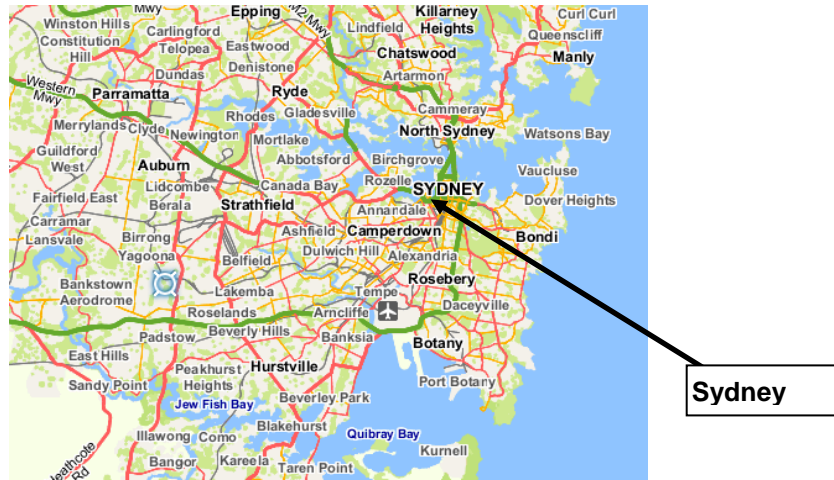 Mwy
Epping
M2 Mwy
Killarney
Heights
Curl Curl
Winston Hills
Carlingford
Lindfield
Queenscliff
Constitution
Hill
Telopea
Eastwood
Chatswood
Manly
Dundas
Denistone
Artarmon
Western
Mwy
Parramatta
Ryde
Rhodes
Gladesville
Cammeray
Merrylands
Clyde
Newington
Mortlake
North Sydney
Watsons Bay
Guildford
West
Auburn
Abbotsford
Birchgrove
Vaucluse
Lidcombe
Canada Bay
Rozelle
SYDNEY
Fairfield East
Berala
Strathfield
Annandale
Dover Heights
Carramar
Lansvale
Birrong
Ashfield
Camperdown
Bondi
Yagoona
Belfield
Dulwich Hill
Alexandria
Bankstown
Aerodrome
Lakemba
Tempe
Rosebery
Roselands
Arncliffe
Daceyville
Padstow
Beverly Hills
Banksia
Botany
East Hills
Peakhurst
Heights
Hurstville
Port Botany
Sandy Point
Jew Fish Bay
Beverley Park
Sydney
Blakehurst
Quibray Bay
Illawong
Como
Kurnell
Heathcote
Rd
Bangor
Kareela
Taren Point